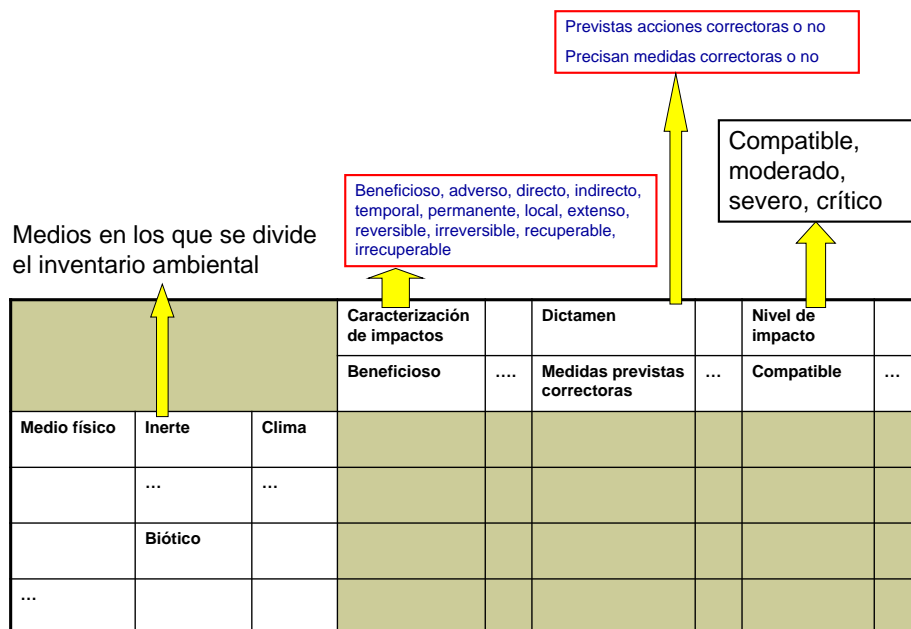 Previstas acciones correctoras o no
Precisan medidas correctoras o no
Compatible,
moderado,
severo, crítico
Beneficioso, adverso, directo, indirecto,
temporal, permanente, local, extenso,
reversible, irreversible, recuperable,
irrecuperable
Medios en los que se divide
el inventario ambiental
Caracterización
de impactos
Dictamen
Nivel de
impacto
Beneficioso
....
Medidas previstas
correctoras
...
Compatible
...
Medio físico
Inerte
Clima
...
...
Biótico
...